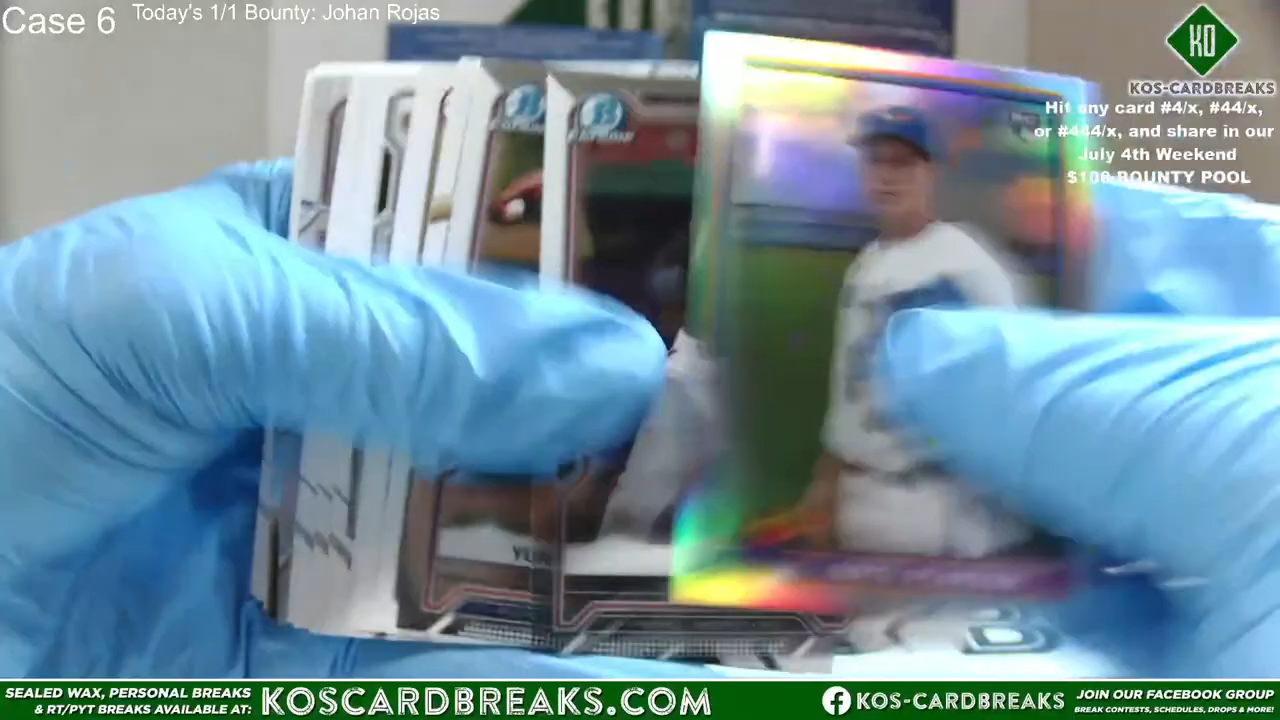 Case 6
Today's 1/1 Bounty: Johan Rojas
KO
KOS-CARDBREAKS
Hit any card #4/x, #44/x,
or #444/x, and share in our
July 4th Weekend
$100 BOUNTY POOL
SEALED WAX, PERSONAL BREAKS
& RT/PYT BREAKS AVAILABLE AT:
KOSCARDBREAKS.COM
KOS-CARDBREAKS
JOIN OUR FACEBOOK GROUP
BREAK CONTESTS, SCHEDULES, DROPS & MORE!